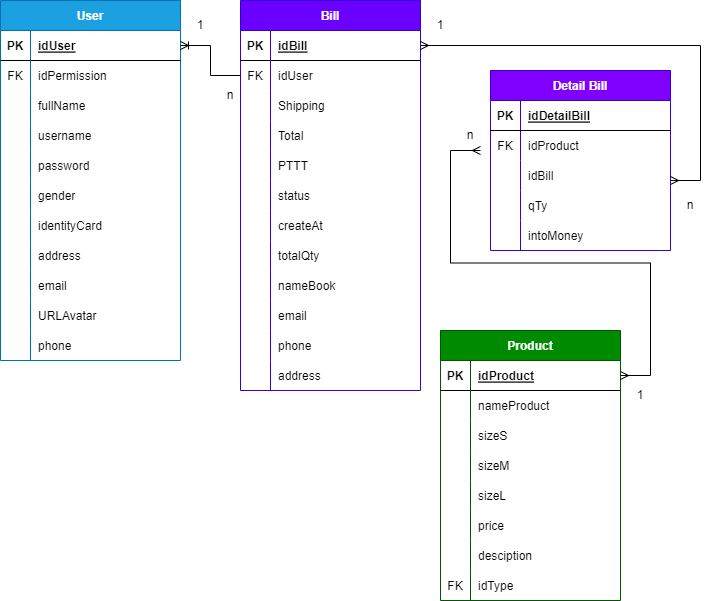 User
PK idUser
FK idPermission
fullName
username
password
gender
identityCard
address
email
URLAvatar
phone
1
n
Bill
PK idBill
FK idUser
Shipping
Total
PTTT
status
createAt
totalQty
nameBook
email
phone
address
1
n
Detail Bill
PK idDetailBill
FK idProduct
idBill
qTy
intoMoney
n
Product
PK idProduct
nameProduct
sizeS
sizeM
sizeL
price
desciption
FK idType
1